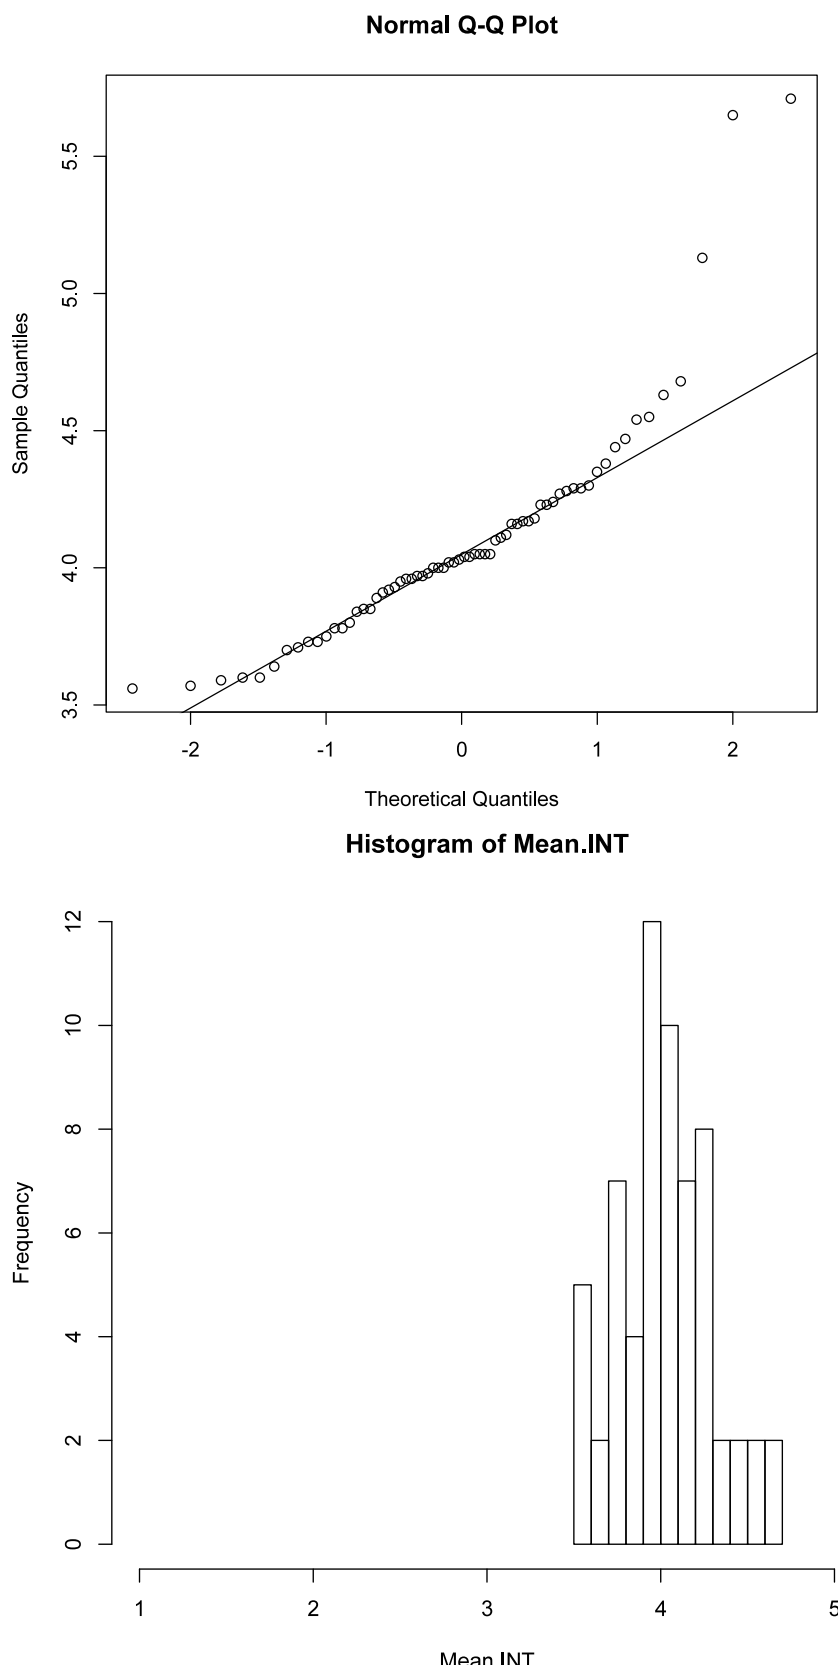 Normal Q-Q Plot
5.5
5.0
4.5
4.0
3.5
Sample Quantiles
-2 -1 0 1 2
Theoretical Quantiles
Histogram of Mean.INT
12
10
8
6
4
2
0
Frequency
1 2 3 4 5
Mean.INT